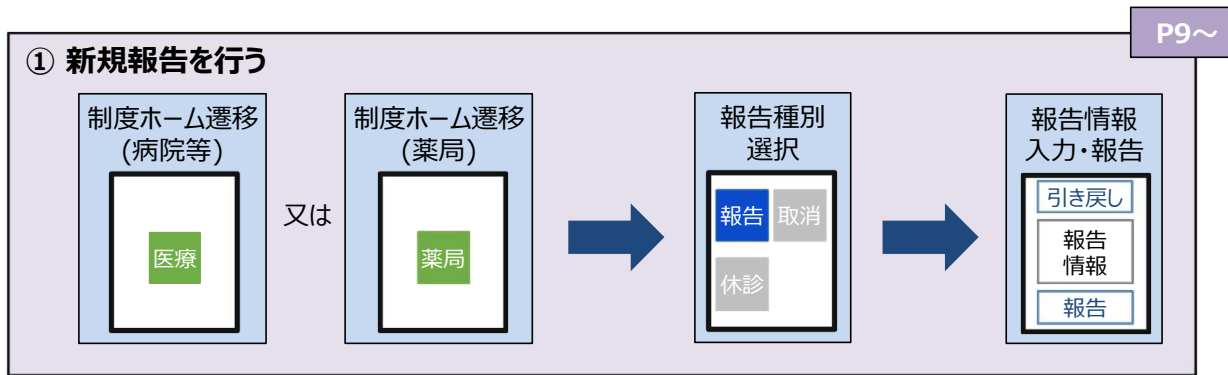 P9～
① 新規報告を行う
制度ホーム遷移
(病院等)
医療
又は
制度ホーム遷移
(薬局)
薬局
報告種別
選択
報告
取消
休診
報告情報
入力・報告
引き戻し
報告
情報
報告